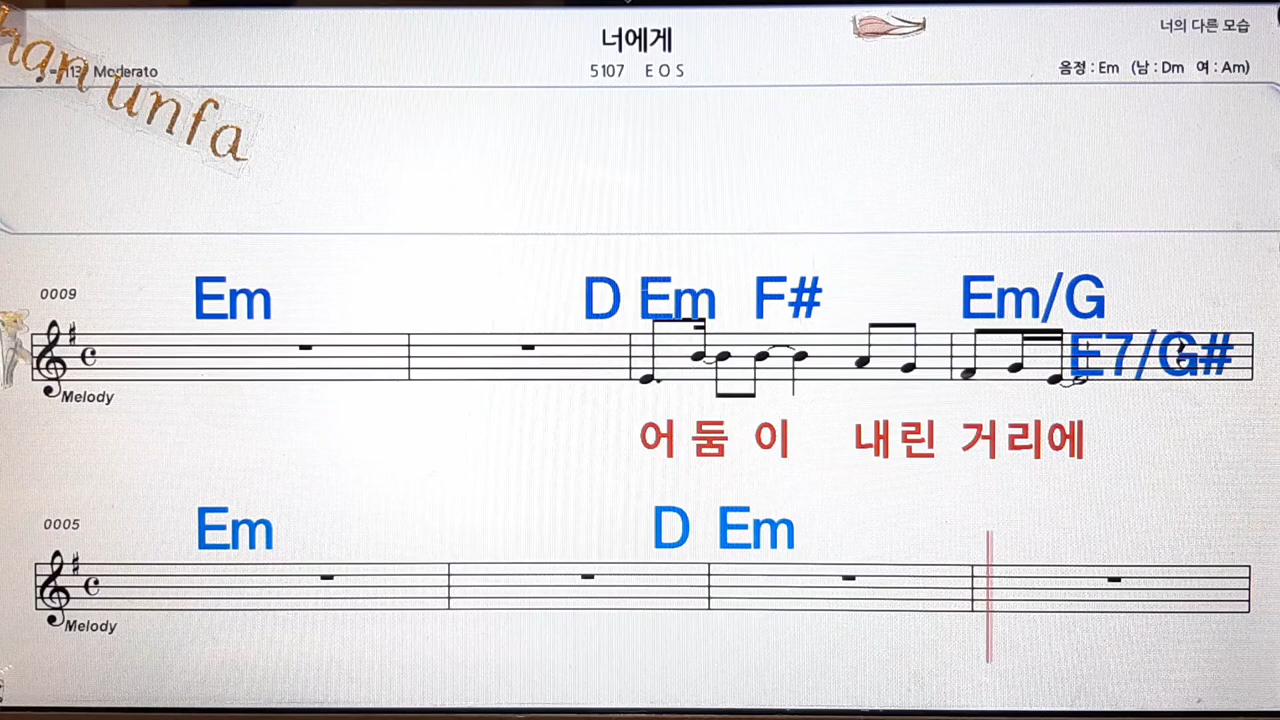 너에게
너의 다른 모습
Moderato
5107 E O S
음정 : Em (남 : Dm 여 : Am)
unfa
0009
Em D Em F# Em/G
E7/G#
Melody
어 둠 이 내 린 거 리 에
0005
Em D Em
Melody